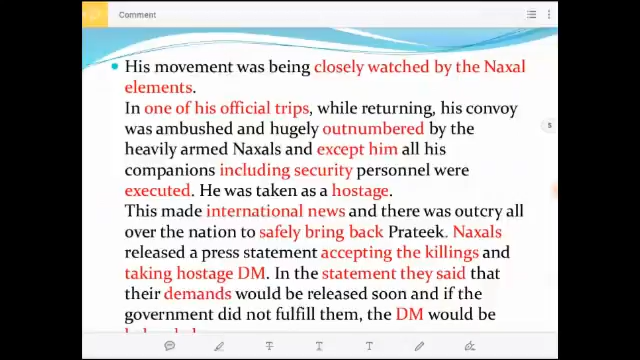 Comment
• His movement was being closely watched by the Naxal
elements.
In one of his official trips, while returning, his convoy
was ambushed and hugely outnumbered by the
heavily armed Naxals and except him all his
companions including security personnel were
executed. He was taken as a hostage.
This made international news and there was outcry all
over the nation to safely bring back Prateek. Naxals
released a press statement accepting the killings and
taking hostage DM. In the statement they said that
their demands would be released soon and if the
government did not fulfill them, the DM would be
5